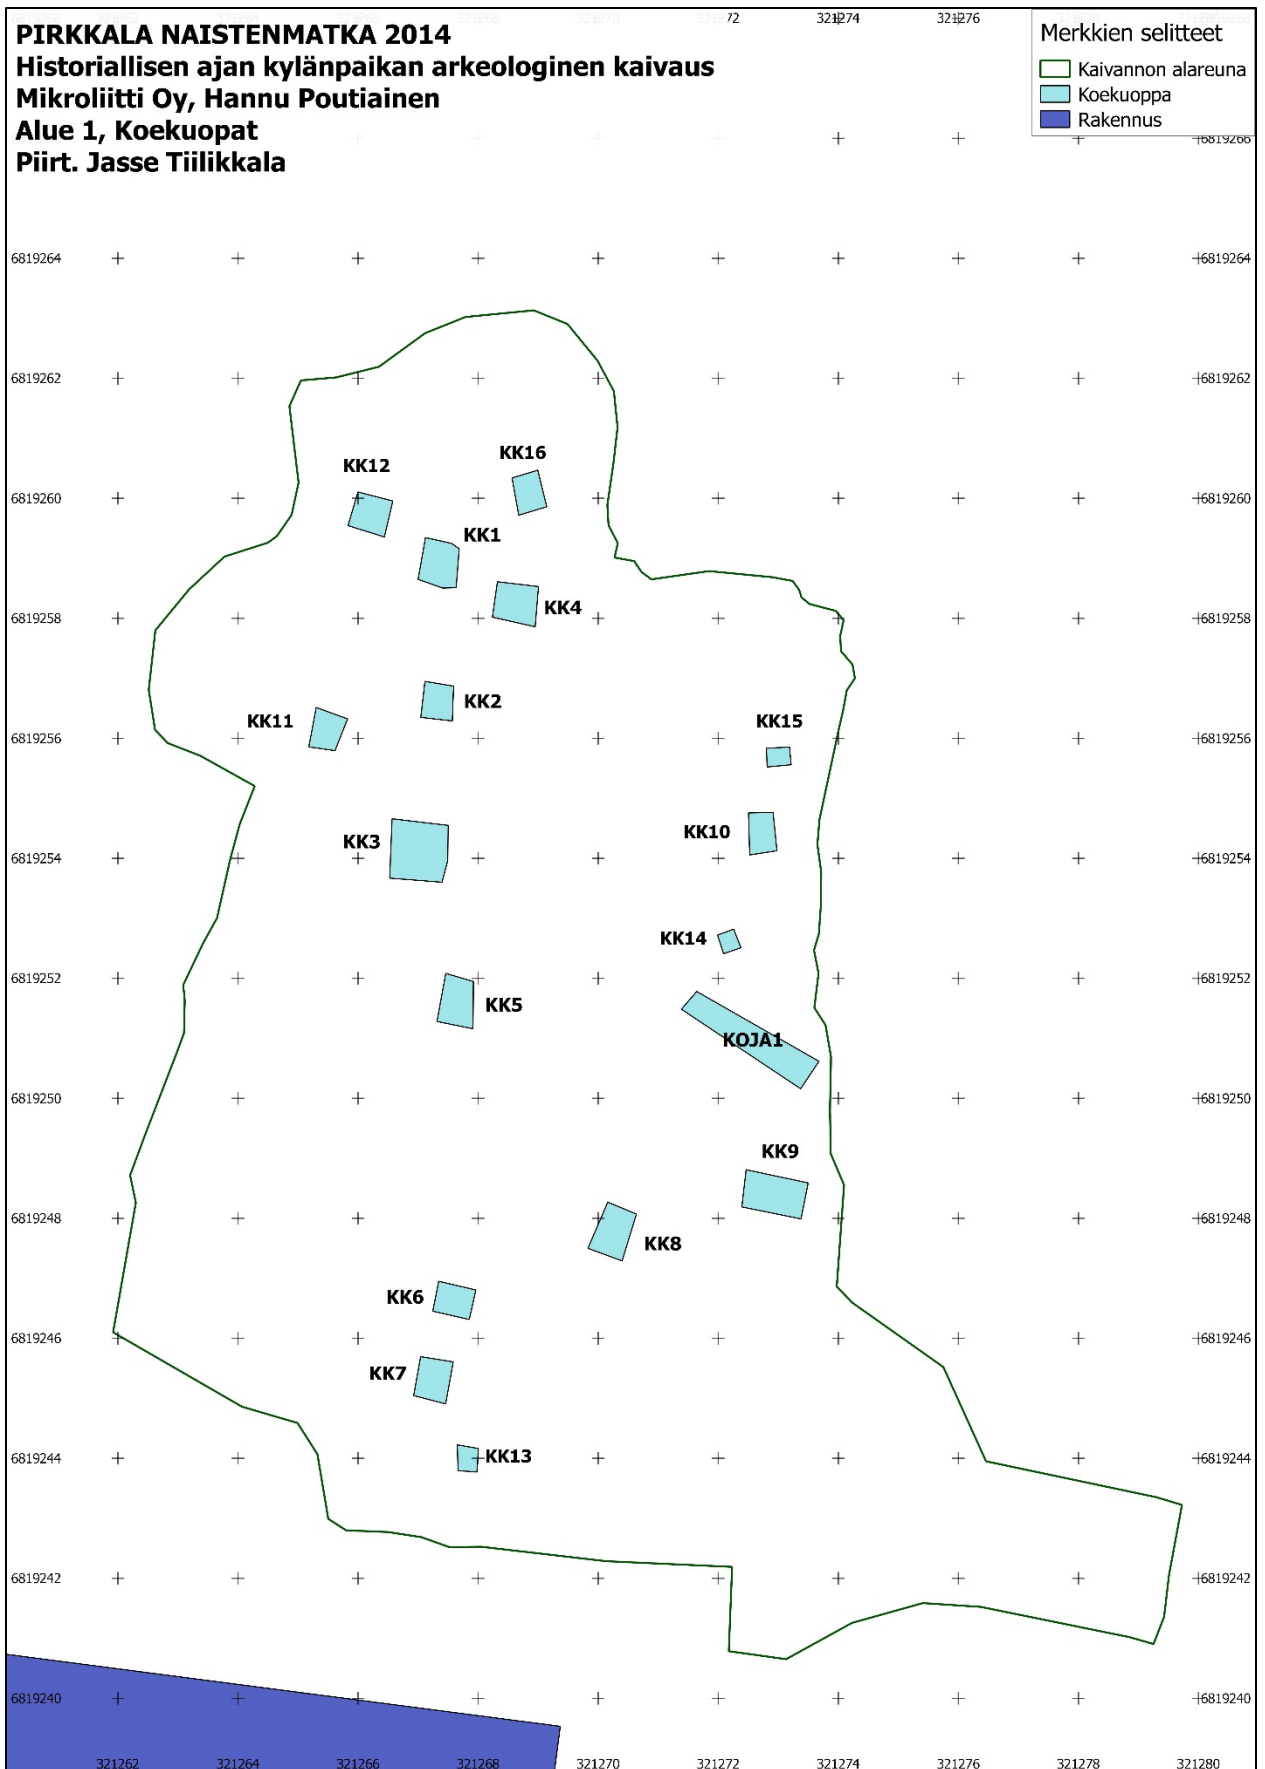 PIRKKALA NAISTENMATKA 2014
Historiallisen ajan kylänpaikan arkeologinen kaivaus
Mikroliitti Oy, Hannu Poutiainen
Alue 1, Koekuopat
Piirt. Jasse Tiilikkala
72 321274 321276
Merkkien selitteet
Kaivannon alareuna
Koekuoppa
Rakennus
6819266
6819264 6819264
6819262 6819262
KK16
KK12
6819260 6819260
KK1
KK4
6819258 6819258
KK2
KK11 KK15
6819256 6819256
KK10
KK3
6819254 6819254
KK14
6819252 6819252
KK5
KOJA1
6819250 6819250
KK9
6819248 6819248
KK8
KK6
6819246 6819246
KK7
KK13
6819244 6819244
6819242 6819242
6819240 6819240
321262 321264 321266 321268 321270 321272 321274 321276 321278 321280